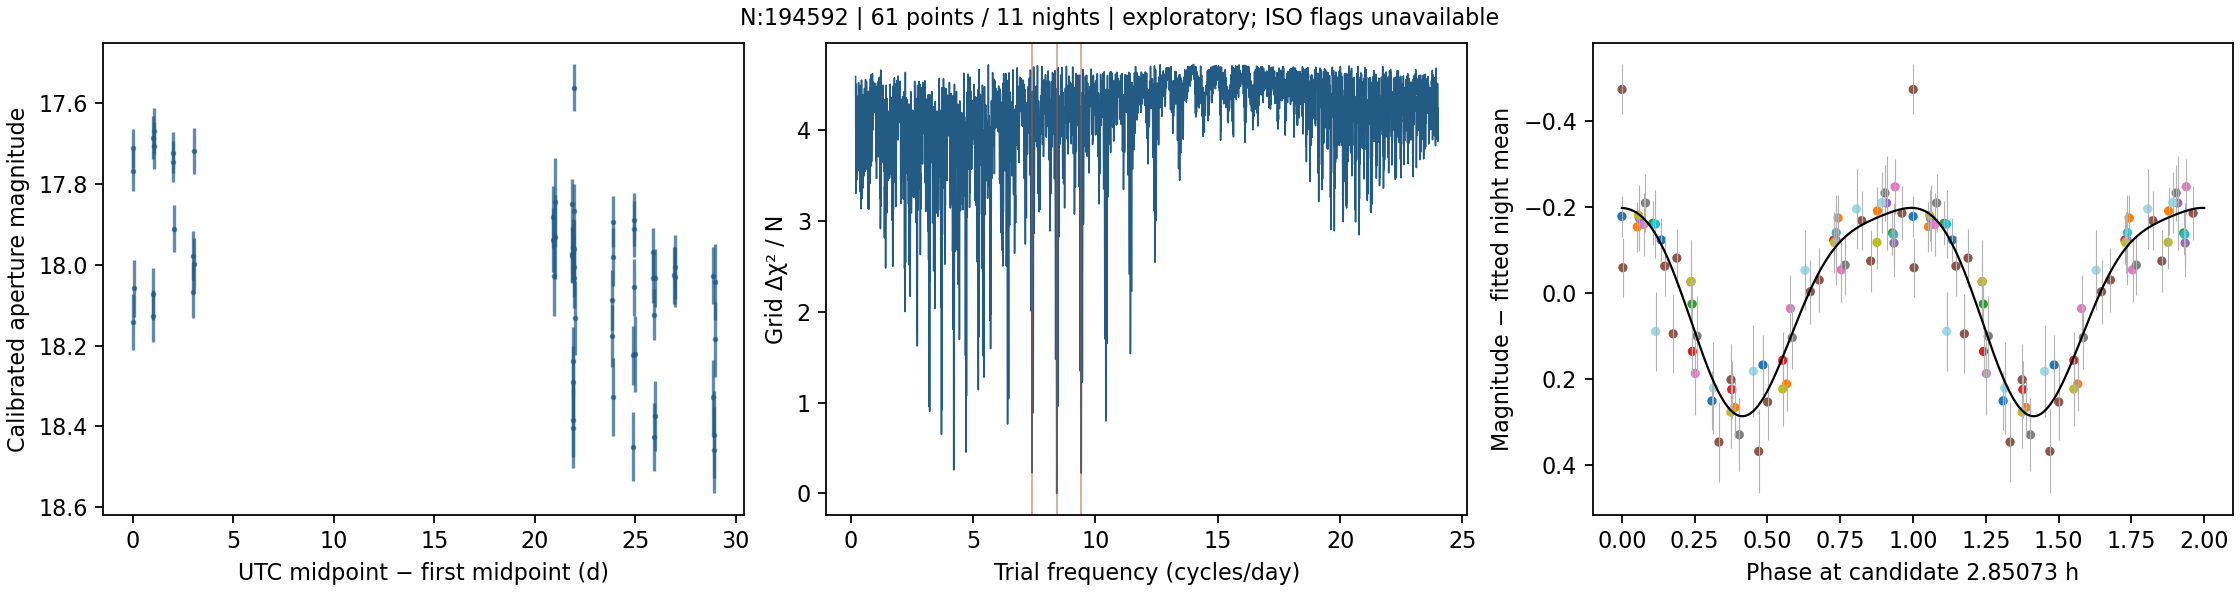 N:194592 | 61 points / 11 nights | exploratory; ISO flags unavailable
Calibrated aperture magnitude
17.6
17.8
18.0
18.2
18.4
18.6
0 5 10 15 20 25 30
UTC midpoint − first midpoint (d)
Grid Δχ² / N
4
3
2
1
0
0 5 10 15 20 25
Trial frequency (cycles/day)
Magnitude − fitted night mean
−0.4
−0.2
0.0
0.2
0.4
0.00 0.25 0.50 0.75 1.00 1.25 1.50 1.75 2.00
Phase at candidate 2.85073 h